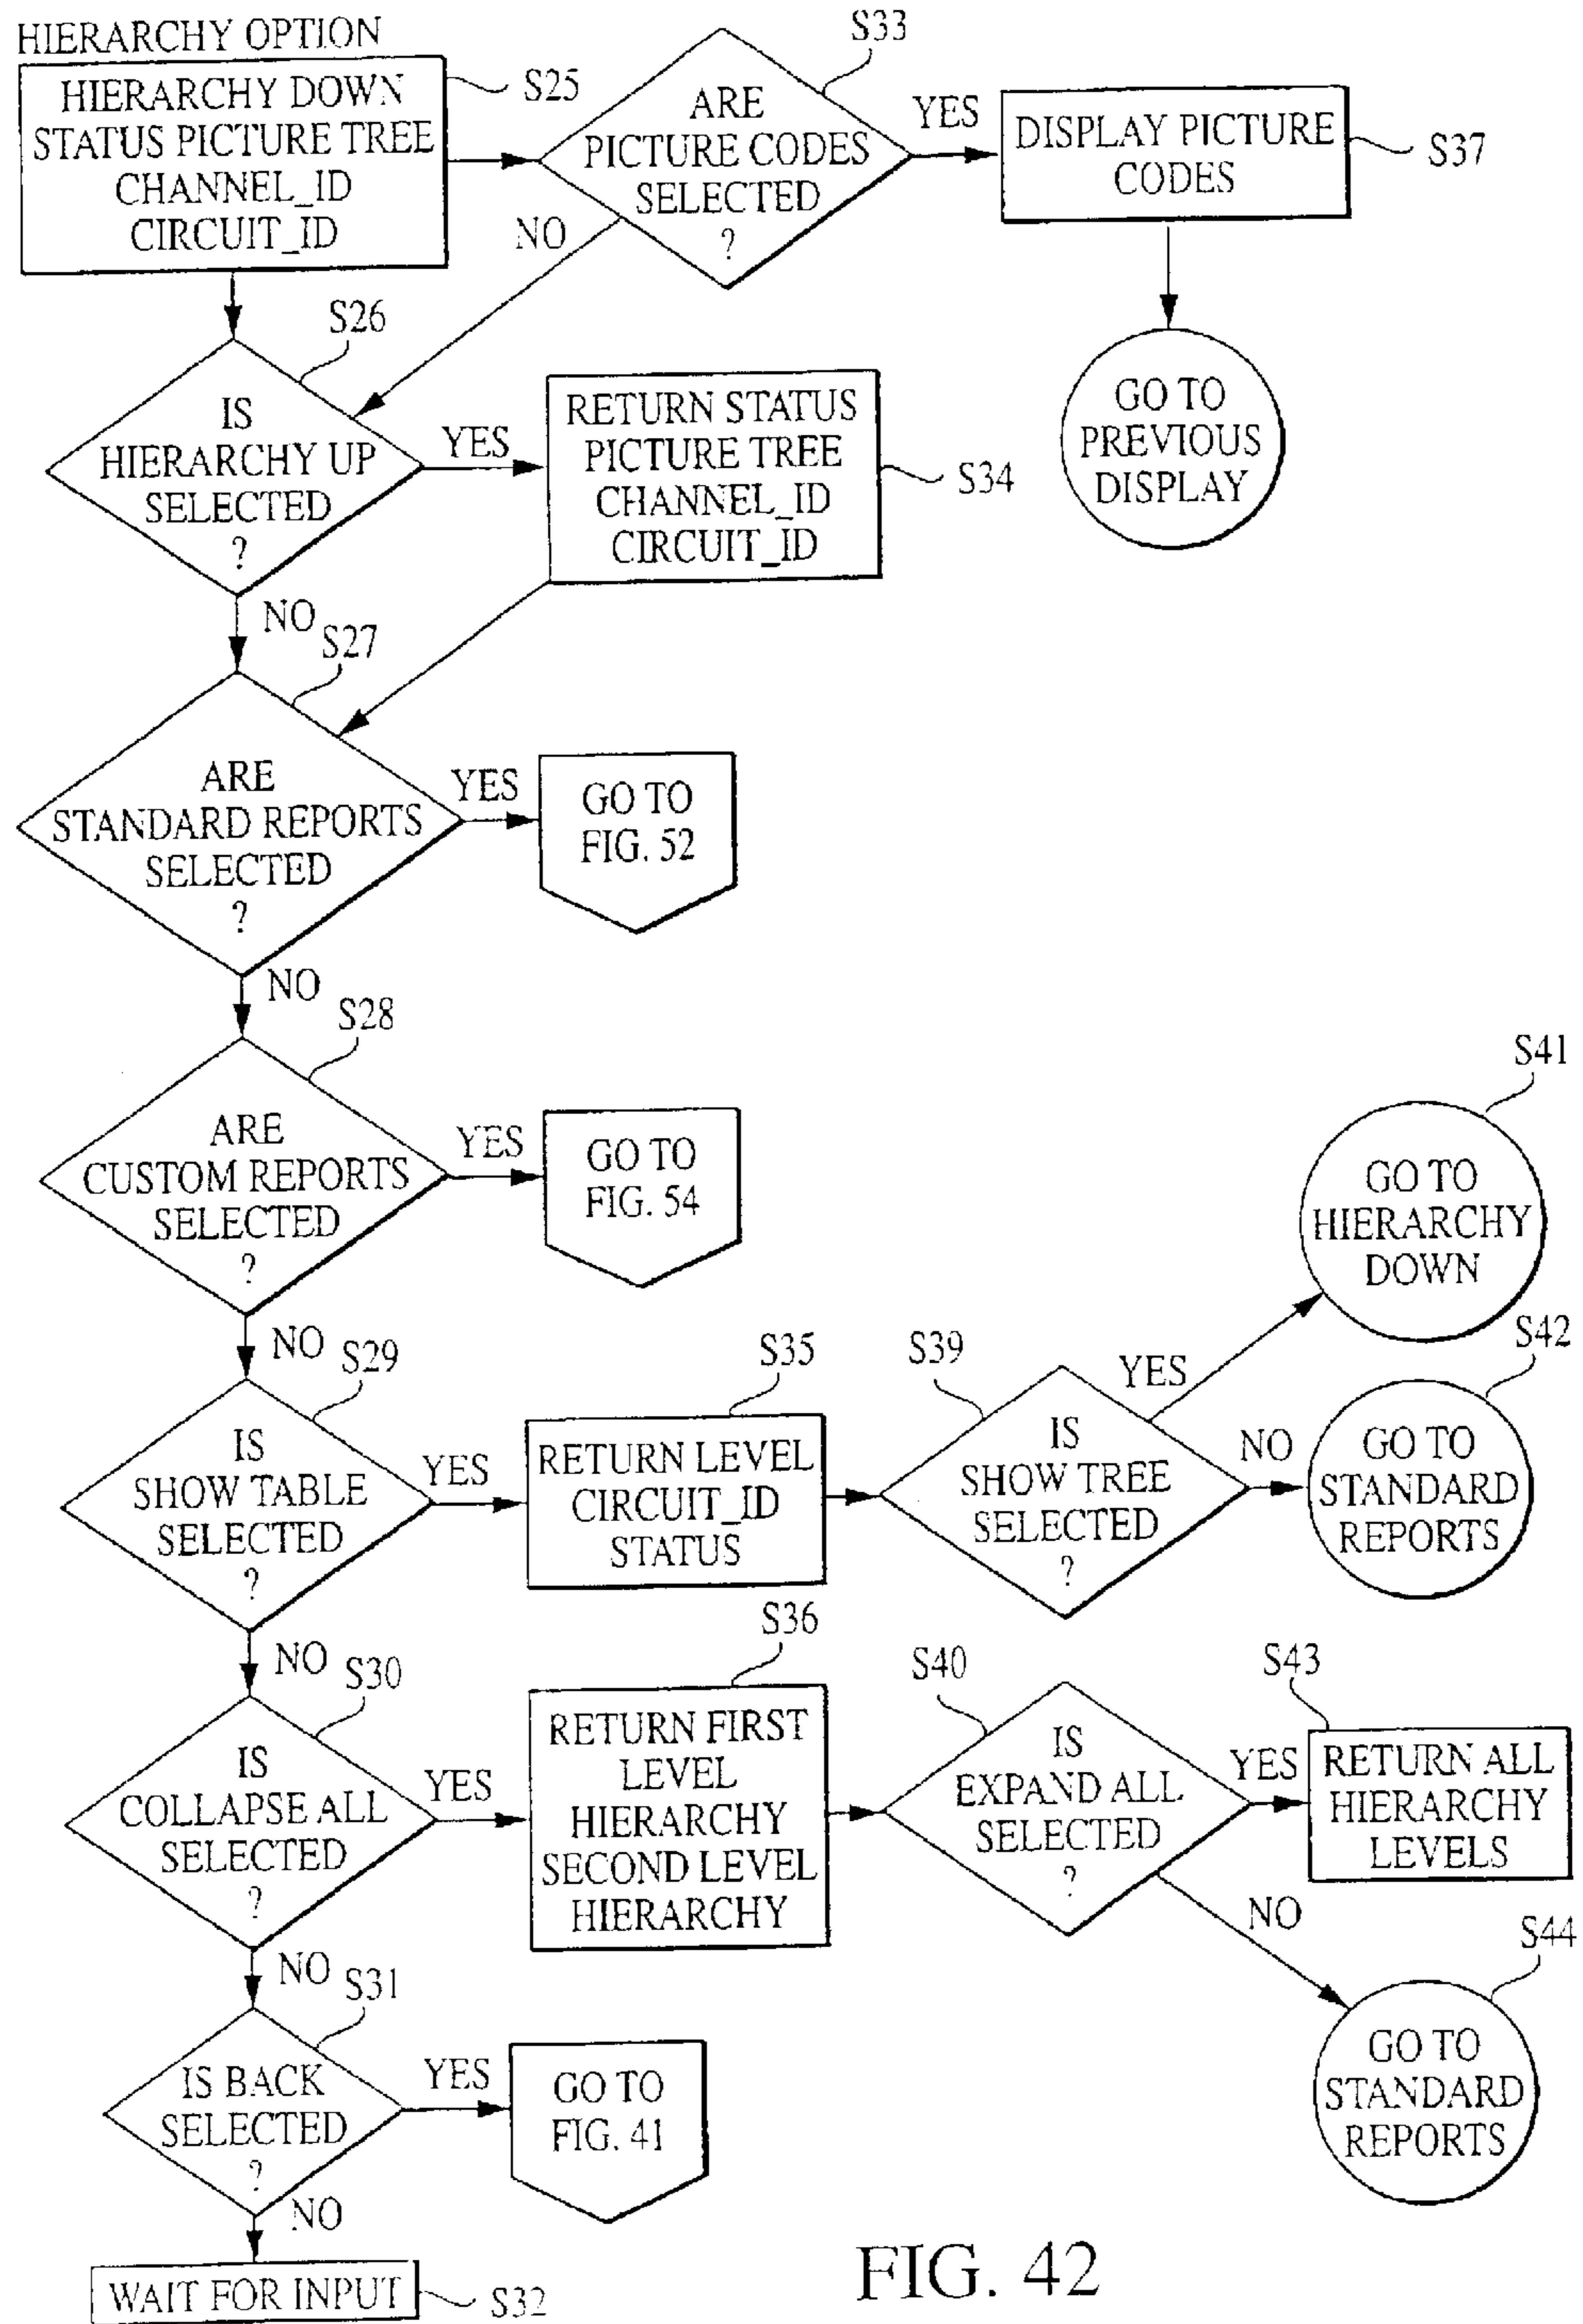 HIERARCHY OPTION
HIERARCHY DOWN
STATUS PICTURE TREE
CHANNEL_ID
CIRCUIT_ID
S25
ARE
PICTURE CODES
SELECTED
?
S33
YES
NO
DISPLAY PICTURE
CODES
S37
GO TO
PREVIOUS
DISPLAY
S26
IS
HIERARCHY UP
SELECTED
?
YES
NO
RETURN STATUS
PICTURE TREE
CHANNEL_ID
CIRCUIT_ID
S34
S27
ARE
STANDARD REPORTS
SELECTED
?
YES
NO
GO TO
FIG. 52
S28
ARE
CUSTOM REPORTS
SELECTED
?
YES
NO
GO TO
FIG. 54
S29
IS
SHOW TABLE
SELECTED
?
YES
NO
S35
RETURN LEVEL
CIRCUIT_ID
STATUS
S39
IS
SHOW TREE
SELECTED
?
YES
NO
S41
GO TO
HIERARCHY
DOWN
S42
GO TO
STANDARD
REPORTS
S30
IS
COLLAPSE ALL
SELECTED
?
YES
NO
S36
RETURN FIRST
LEVEL
HIERARCHY
SECOND LEVEL
HIERARCHY
S40
IS
EXPAND ALL
SELECTED
?
YES
NO
S43
RETURN ALL
HIERARCHY
LEVELS
S44
GO TO
STANDARD
REPORTS
S31
IS BACK
SELECTED
?
YES
NO
GO TO
FIG. 41
WAIT FOR INPUT
S32
FIG. 42